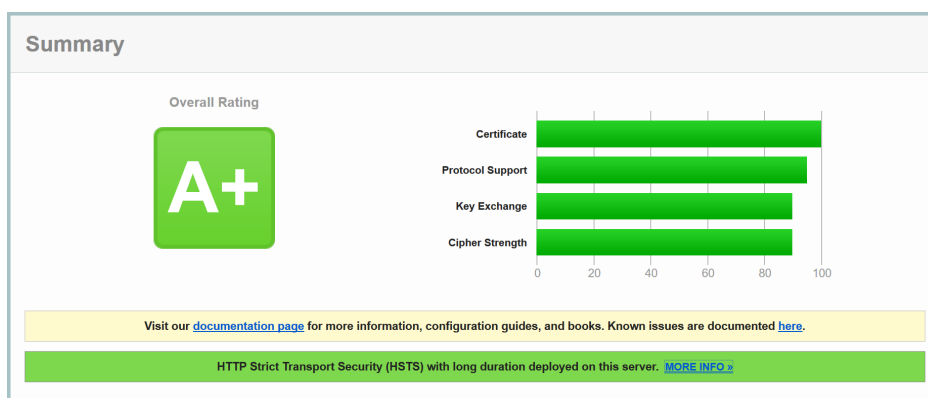 Summary
Overall Rating
A+
Certificate
Protocol Support
Key Exchange
Cipher Strength
0 20 40 60 80 100
Visit our documentation page for more information, configuration guides, and books. Known issues are documented here.
HTTP Strict Transport Security (HSTS) with long duration deployed on this server. MORE INFO »